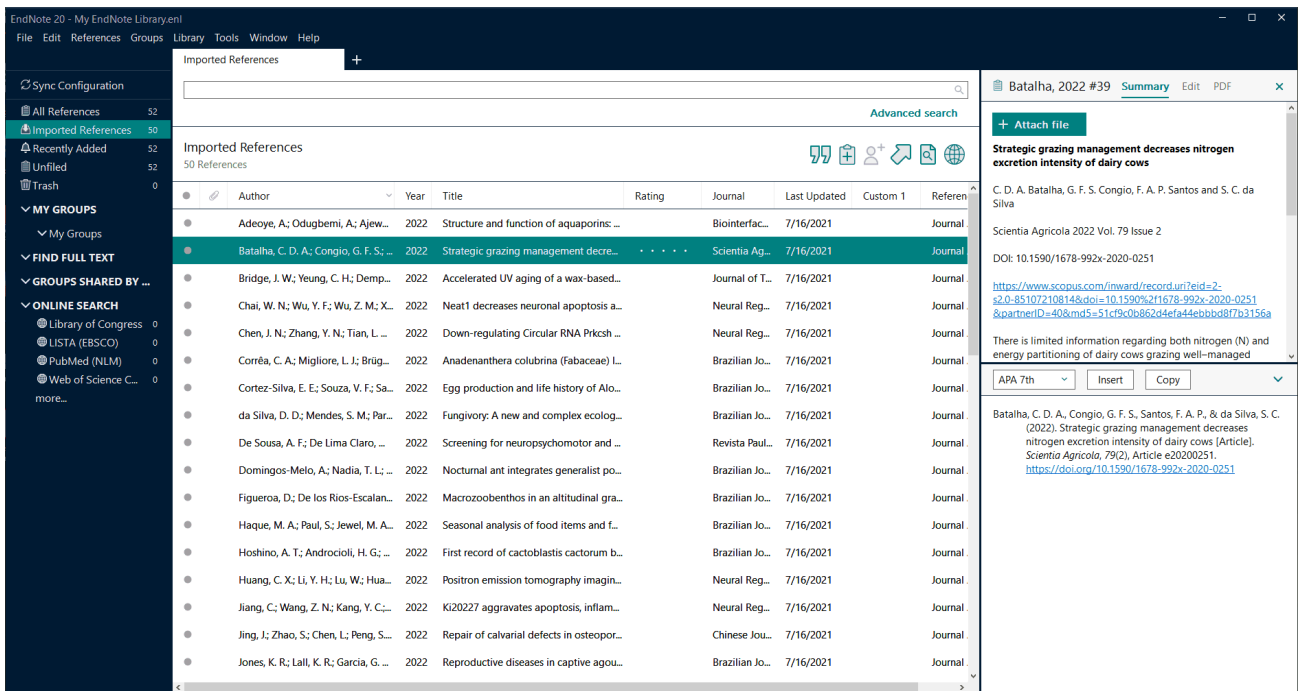 EndNote 20 - My EndNote Library.enl
File Edit References Groups Library Tools Window Help
Imported References
Sync Configuration
All References 52
Imported References 50
Recently Added 52
Unfiled 52
Trash 0
MY GROUPS
My Groups
FIND FULL TEXT
GROUPS SHARED BY ...
ONLINE SEARCH
Library of Congress 0
LISTA (EBSCO) 0
PubMed (NLM) 0
Web of Science C... 0
more...
Advanced search
Imported References
50 References
Author Year Title Rating Journal Last Updated Custom 1 Referen
Adeoye, A.; Odugbemi, A.; Ajew... 2022 Structure and function of aquaporins: ... Biointerfac... 7/16/2021 Journal
Batalha, C. D. A.; Congio, G. F. S.; ... 2022 Strategic grazing management decre... Scientia Ag... 7/16/2021 Journal
Bridge, J. W.; Yeung, C. H.; Demp... 2022 Accelerated UV aging of a wax-based... Journal of T... 7/16/2021 Journal
Chai, W. N.; Wu, Y. F.; Wu, Z. M.; X... 2022 Neat1 decreases neuronal apoptosis a... Neural Reg... 7/16/2021 Journal
Chen, J. N.; Zhang, Y. N.; Tian, L. ... 2022 Down-regulating Circular RNA Prkcsh ... Neural Reg... 7/16/2021 Journal
Corrêa, C. A.; Migliore, L. J.; Brüg... 2022 Anadenanthera colubrina (Fabaceae) l... Brazilian Jo... 7/16/2021 Journal
Cortez-Silva, E. E.; Souza, V. F.; Sa... 2022 Egg production and life history of Alo... Brazilian Jo... 7/16/2021 Journal
da Silva, D. D.; Mendes, S. M.; Par... 2022 Fungivory: A new and complex ecolog... Brazilian Jo... 7/16/2021 Journal
De Sousa, A. F.; De Lima Claro, ... 2022 Screening for neuropsychomotor and ... Revista Paul... 7/16/2021 Journal
Domingos-Melo, A.; Nadia, T. L.; ... 2022 Nocturnal ant integrates generalist po... Brazilian Jo... 7/16/2021 Journal
Figueroa, D.; De los Rios-Escalan... 2022 Macrozoobenthos in an altitudinal gra... Brazilian Jo... 7/16/2021 Journal
Haque, M. A.; Paul, S.; Jewel, M. A... 2022 Seasonal analysis of food items and f... Brazilian Jo... 7/16/2021 Journal
Hoshino, A. T.; Androcioli, H. G.; ... 2022 First record of cactoblastis cactorum b... Brazilian Jo... 7/16/2021 Journal
Huang, C. X.; Li, Y. H.; Lu, W.; Hua... 2022 Positron emission tomography imagin... Neural Reg... 7/16/2021 Journal
Jiang, C.; Wang, Z. N.; Kang, Y. C.;... 2022 Ki20227 aggravates apoptosis, inflam... Neural Reg... 7/16/2021 Journal
Jing, J.; Zhao, S.; Chen, L.; Peng, S.... 2022 Repair of calvarial defects in osteopor... Chinese Jou... 7/16/2021 Journal
Jones, K. R.; Lall, K. R.; Garcia, G. ... 2022 Reproductive diseases in captive agou... Brazilian Jo... 7/16/2021 Journal
Batalha, 2022 #39 Summary Edit PDF
+ Attach file
Strategic grazing management decreases nitrogen
excretion intensity of dairy cows
C. D. A. Batalha, G. F. S. Congio, F. A. P. Santos and S. C. da
Silva
Scientia Agricola 2022 Vol. 79 Issue 2
DOI: 10.1590/1678-992x-2020-0251
https://www.scopus.com/inward/record.uri?eid=2-
s2.0-85107210814&doi=10.1590%2f1678-992x-2020-0251
&partnerID=40&md5=51cf9c0b862d4efa44ebbbd8f7b3156a
There is limited information regarding both nitrogen (N) and
energy partitioning of dairy cows grazing well–managed
APA 7th Insert Copy
Batalha, C. D. A., Congio, G. F. S., Santos, F. A. P., & da Silva, S. C.
(2022). Strategic grazing management decreases
nitrogen excretion intensity of dairy cows [Article].
Scientia Agricola, 79(2), Article e20200251.
https://doi.org/10.1590/1678-992x-2020-0251